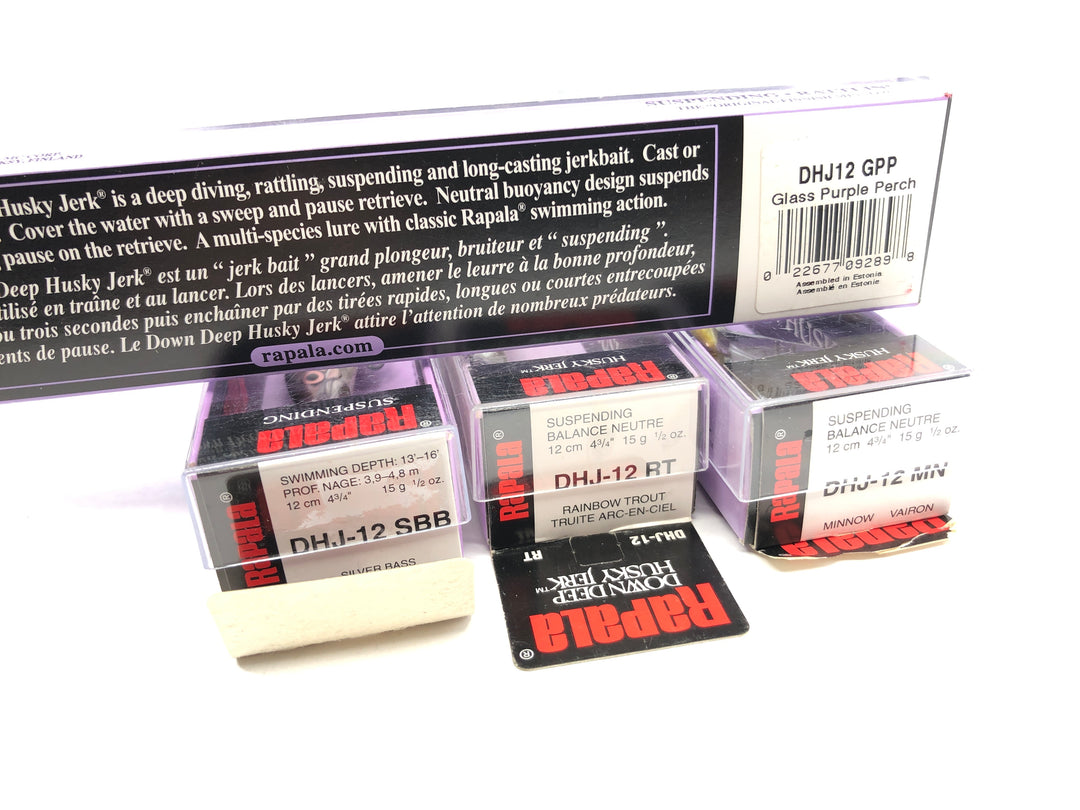 SUSPENDING • RATTLIN'
Husky Jerk® is a deep diving, rattling, suspending and long-casting jerkbait. Cast or
. Cover the water with a sweep and pause retrieve. Neutral buoyancy design suspends
pause on the retrieve. A multi-species lure with classic Rapala® swimming action.
Deep Husky Jerk® est un “ jerk bait ” grand plongeur, bruiteur et “ suspending ”.
tilisé en traîne et au lancer. Lors des lancers, amener le leurre à la bonne profondeur,
ou trois secondes puis enchaîner par des tirées rapides, longues ou courtes entrecoupées
ents de pause. Le Down Deep Husky Jerk® attire l'attention de nombreux prédateurs.
rapala.com
DHJ12 GPP
Glass Purple Perch
0 22677 09289 8
Assembled in Estonia
Assemblé en Estonie
SUSPENDING
Rapala®
SWIMMING DEPTH: 13'-16'
PROF. NAGE: 3,9-4,8 m
12 cm 4¾" 15 g ½ oz.
DHJ-12 SBB
SILVER BASS
Rapala®
HUSKY JERK™
Rapala®
SUSPENDING
BALANCE NEUTRE
12 cm 4¾" 15 g ½ oz.
DHJ-12 RT
RAINBOW TROUT
TRUITE ARC-EN-CIEL
Rapala®
DHJ-12
RT
DOWN DEEP
HUSKY JERK™
Rapala®
HUSKY JERK™
Rapala®
SUSPENDING
BALANCE NEUTRE
12 cm 4¾" 15 g ½ oz.
DHJ-12 MN
MINNOW VAIRON
Rapala®
Rapala